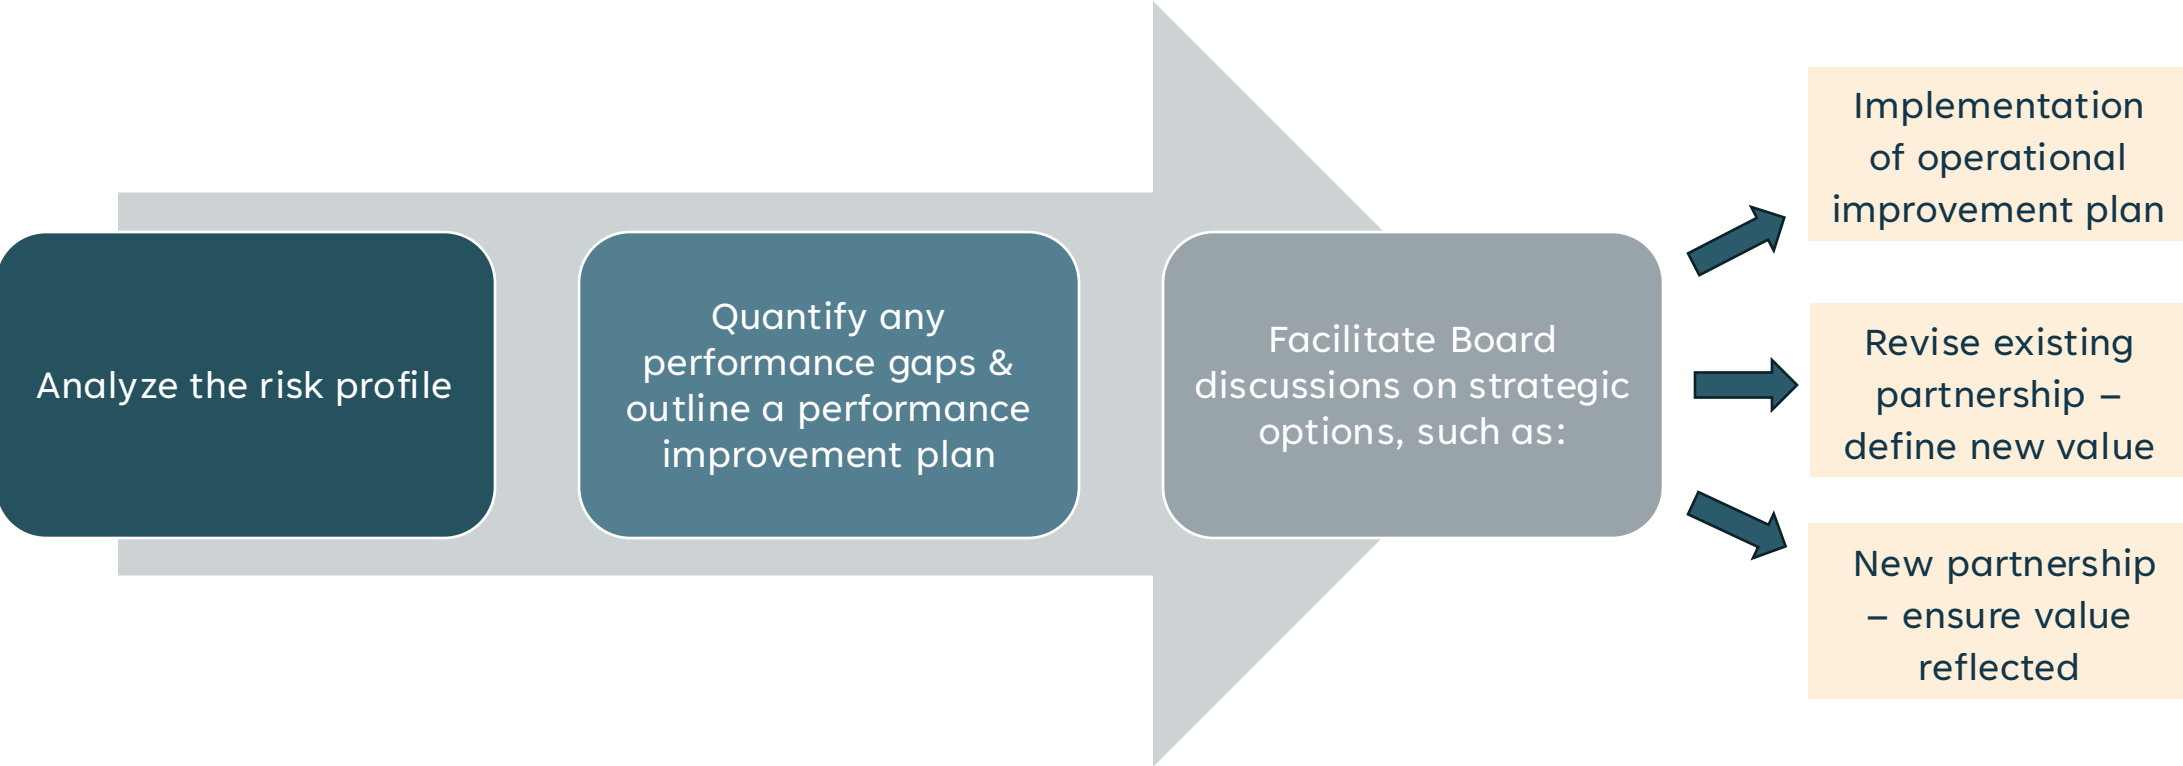 Analyze the risk profile
Quantify any
performance gaps &
outline a performance
improvement plan
Facilitate Board
discussions on strategic
options, such as:
Implementation
of operational
improvement plan
Revise existing
partnership –
define new value
New partnership
– ensure value
reflected